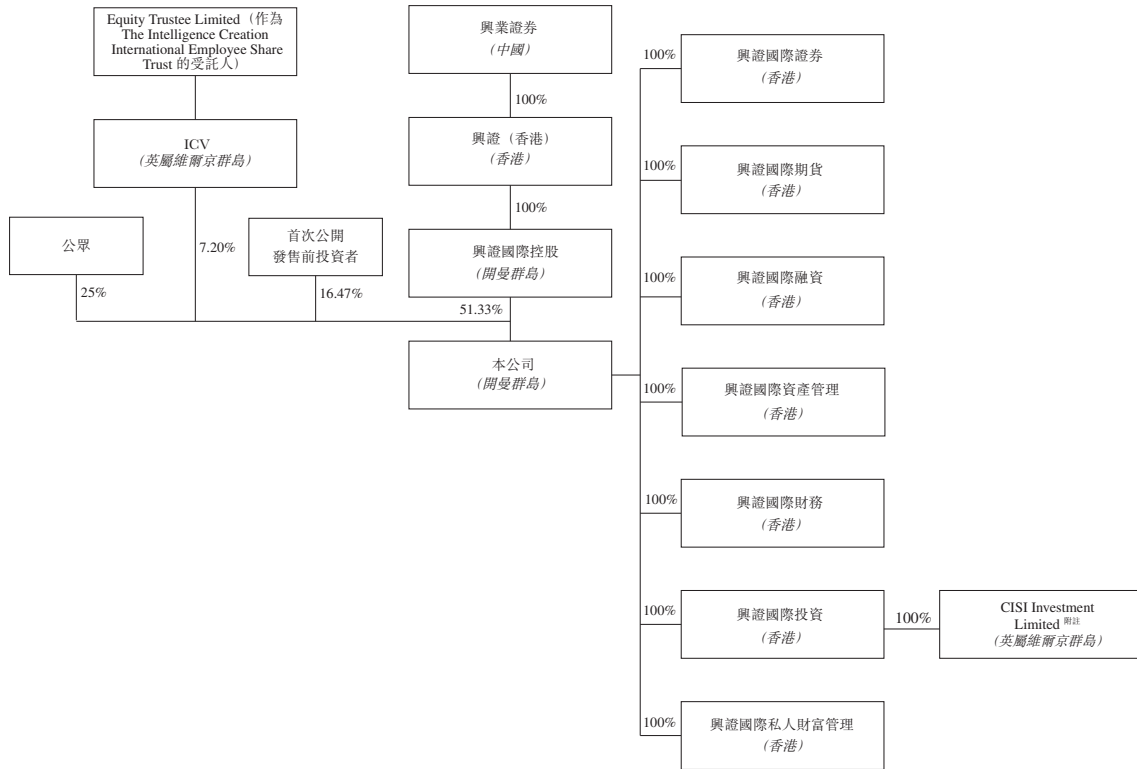 Equity Trustee Limited (作為
The Intelligence Creation
International Employee Share
Trust 的受託人)
ICV
(英屬維爾京群島)
公眾
25%
7.20%
首次公開
發售前投資者
16.47%
興業證券
(中國)
100%
興證（香港）
(香港)
100%
興證國際控股
(開曼群島)
51.33%
本公司
(開曼群島)
100%
興證國際證券
(香港)
100%
興證國際期貨
(香港)
100%
興證國際融資
(香港)
100%
興證國際資產管理
(香港)
100%
興證國際財務
(香港)
100%
興證國際投資
(香港)
100%
CISI Investment
Limited 附註
(英屬維爾京群島)
100%
興證國際私人財富管理
(香港)